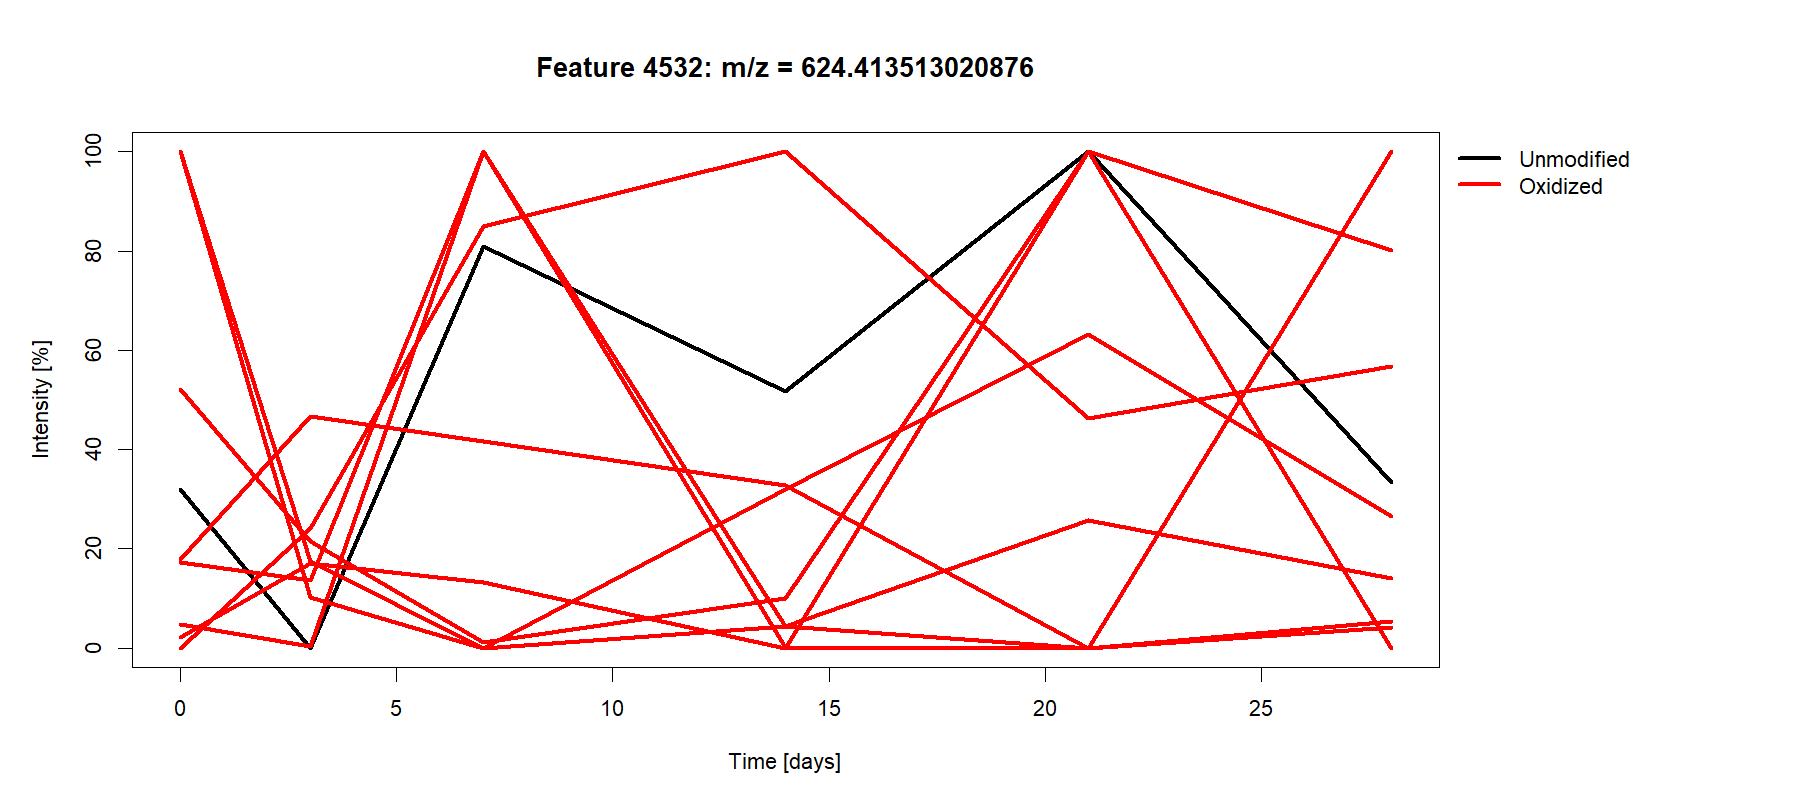 Feature 4532: m/z = 624.413513020876
Unmodified
Oxidized
Intensity [%]
100
80
60
40
20
0
0 5 10 15 20 25
Time [days]